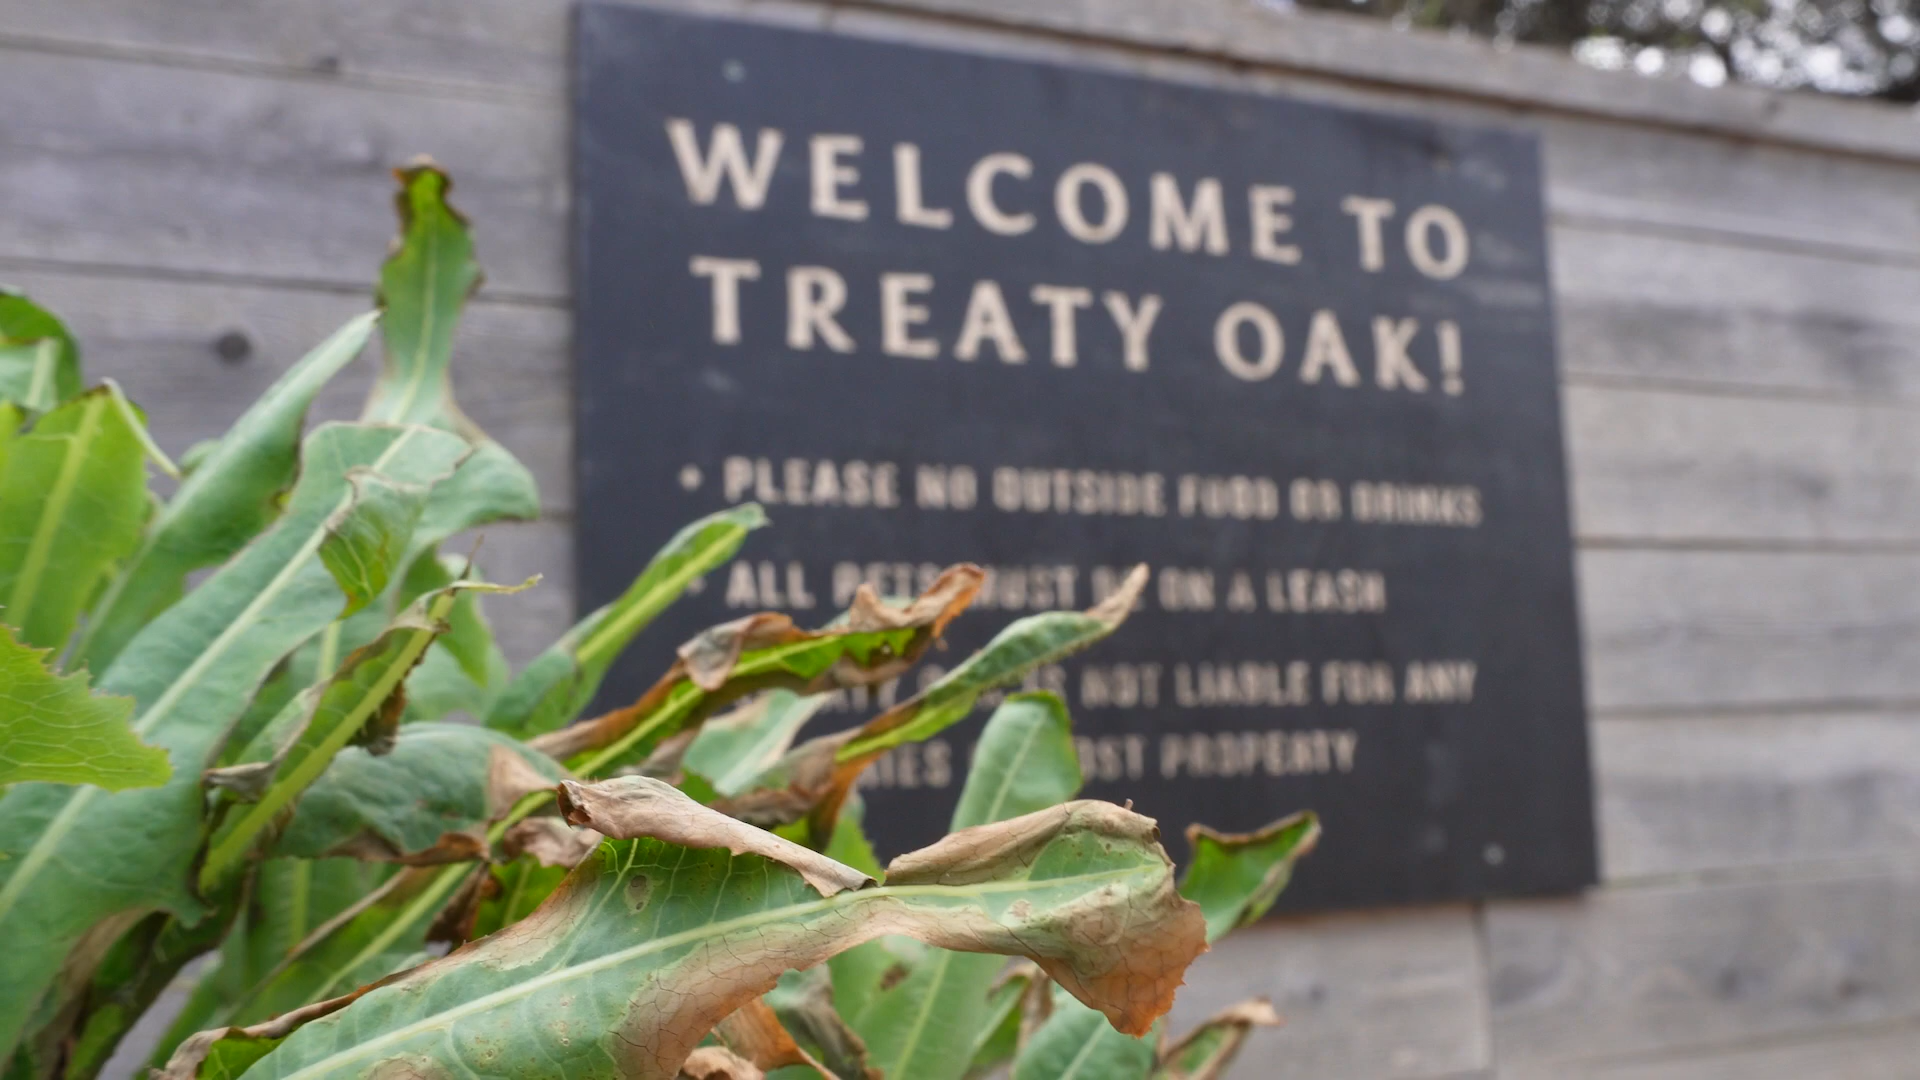 WELCOME TO
TREATY OAK!
• PLEASE NO OUTSIDE FOOD OR DRINKS
• ALL PETS MUST BE ON A LEASH
NOT LIABLE FOR ANY
PROPERTY